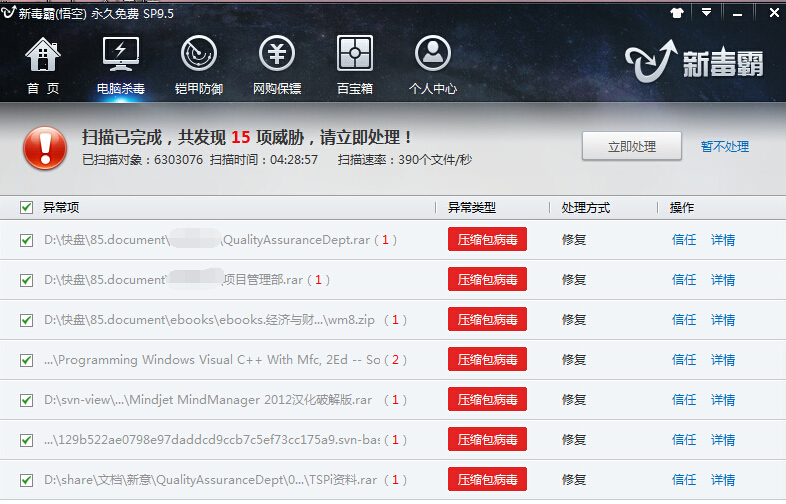 新毒霸(悟空) 永久免费 SP9.5
首 页 电脑杀毒 铠甲防御 网购保镖 百宝箱 个人中心 新毒霸
扫描已完成，共发现 15 项威胁，请立即处理！ 立即处理 暂不处理
已扫描对象：6303076 扫描时间：04:28:57 扫描速率：390个文件/秒
异常项 异常类型 处理方式 操作
D:\快盘\85.document\ \QualityAssuranceDept.rar ( 1 ) 压缩包病毒 修复 信任 详情
D:\快盘\85.document\ \项目管理部.rar ( 1 ) 压缩包病毒 修复 信任 详情
D:\快盘\85.document\ebooks\ebooks.经济与财...\wm8.zip ( 1 ) 压缩包病毒 修复 信任 详情
...\Programming Windows Visual C++ With Mfc, 2Ed -- So ( 2 ) 压缩包病毒 修复 信任 详情
D:\svn-view\...\Mindjet MindManager 2012汉化破解版.rar ( 1 ) 压缩包病毒 修复 信任 详情
...\129b522ae0798e97daddcd9ccb7c5ef73cc175a9.svn-bas ( 1 ) 压缩包病毒 修复 信任 详情
D:\share\文档\新意\QualityAssuranceDept\0...\TSPi资料.rar ( 1 ) 压缩包病毒 修复 信任 详情